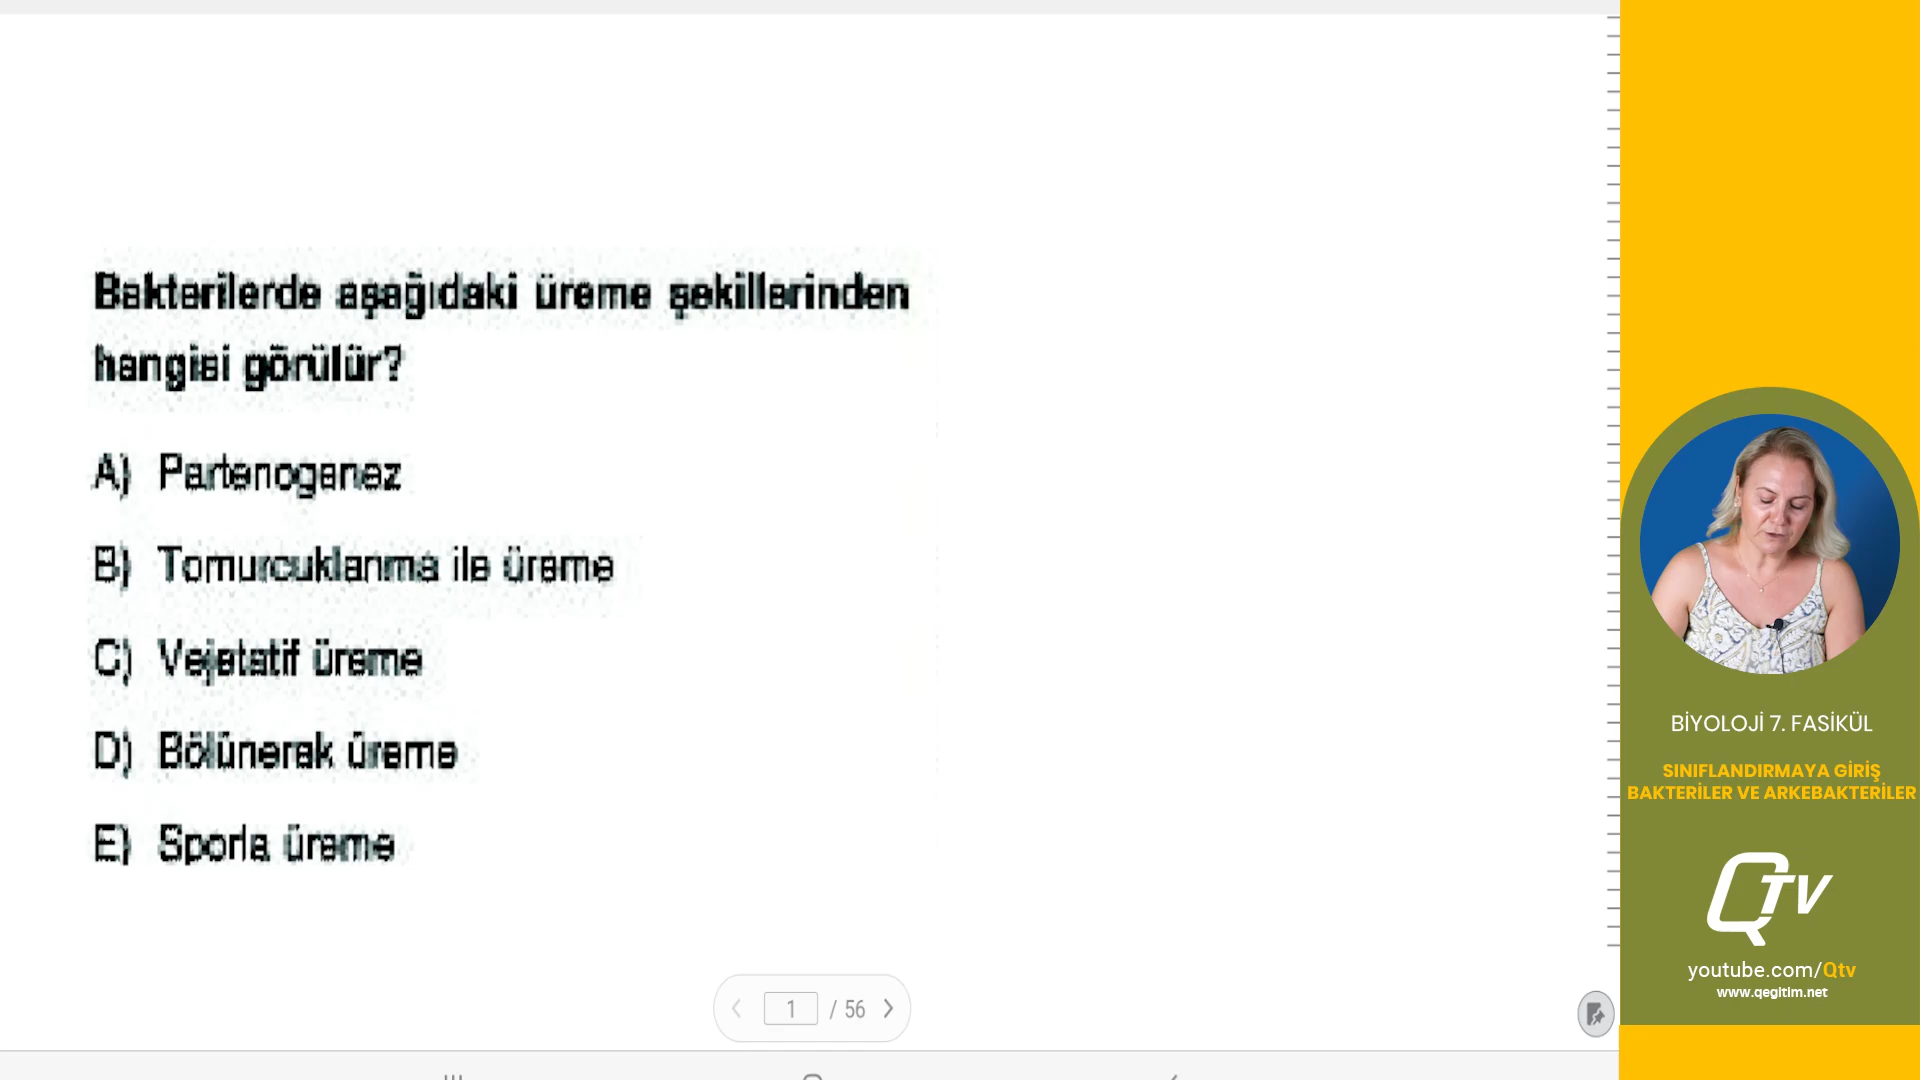 Bakterilerde aşağıdaki üreme şekillerinden
hangisi görülür?
A) Partenogenez
B) Tomurcuklanma ile üreme
C) Vejetatif üreme
D) Bölünerek üreme
E) Sporla üreme
1 / 56
BİYOLOJİ 7. FASİKÜL
SINIFLANDIRMAYA GİRİŞ
BAKTERİLER VE ARKEBAKTERİLER
QTV
youtube.com/Qtv
www.qegitim.net